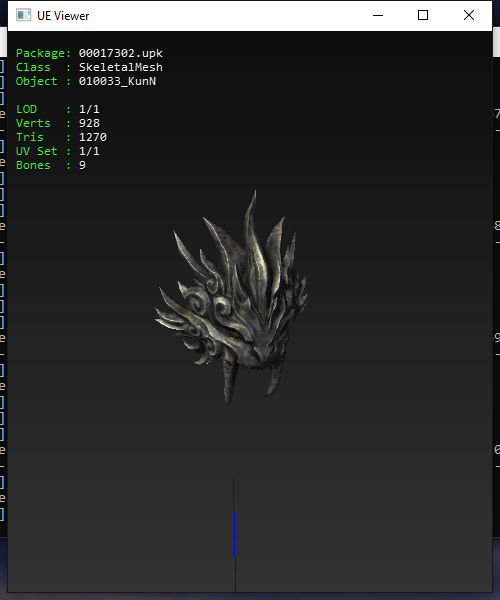 UE Viewer
Package: 00017302.upk
Class : SkeletalMesh
Object : 010033_KunN
LOD : 1/1
Verts : 928
Tris : 1270
UV Set : 1/1
Bones : 9